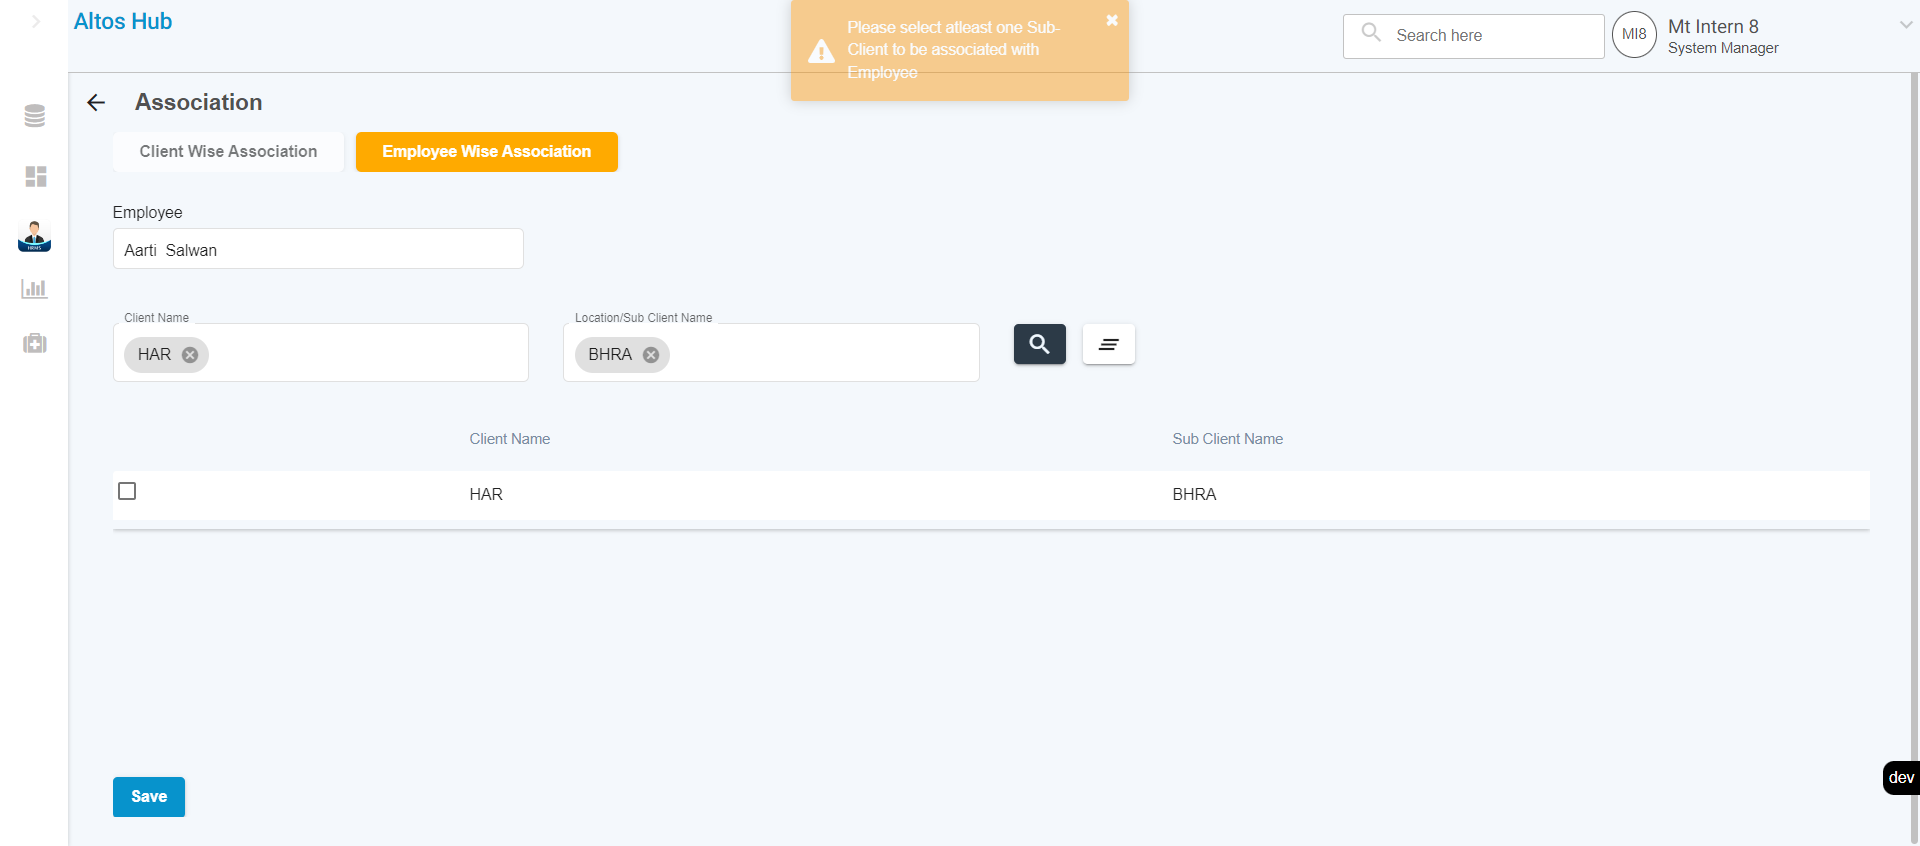 Altos Hub
Please select atleast one Sub-
Client to be associated with
Employee
Search here
MI8
Mt Intern 8
System Manager
Association
Client Wise Association
Employee Wise Association
HRMS
Employee
Aarti  Salwan
Client Name
Location/Sub Client Name
HAR
BHRA
Client Name
Sub Client Name
HAR
BHRA
Save
dev